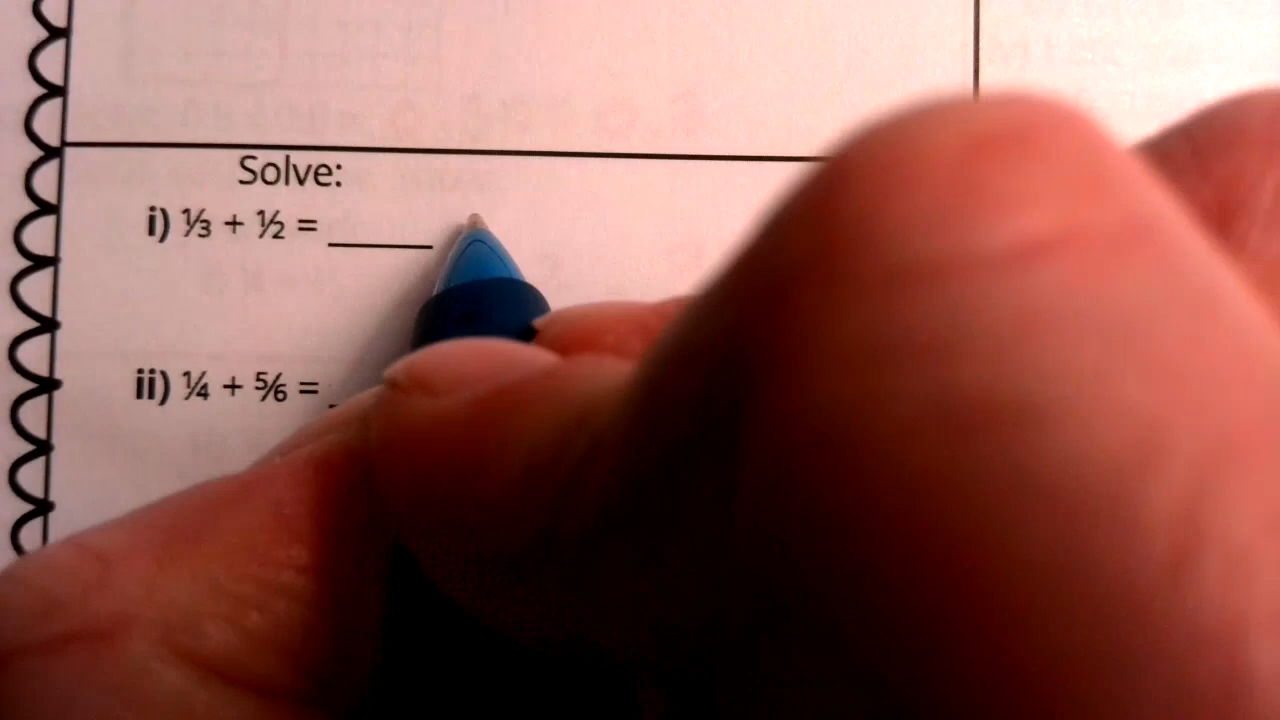 Solve:
i) ⅓ + ½ = ______
ii) ¼ + ⅚ = _